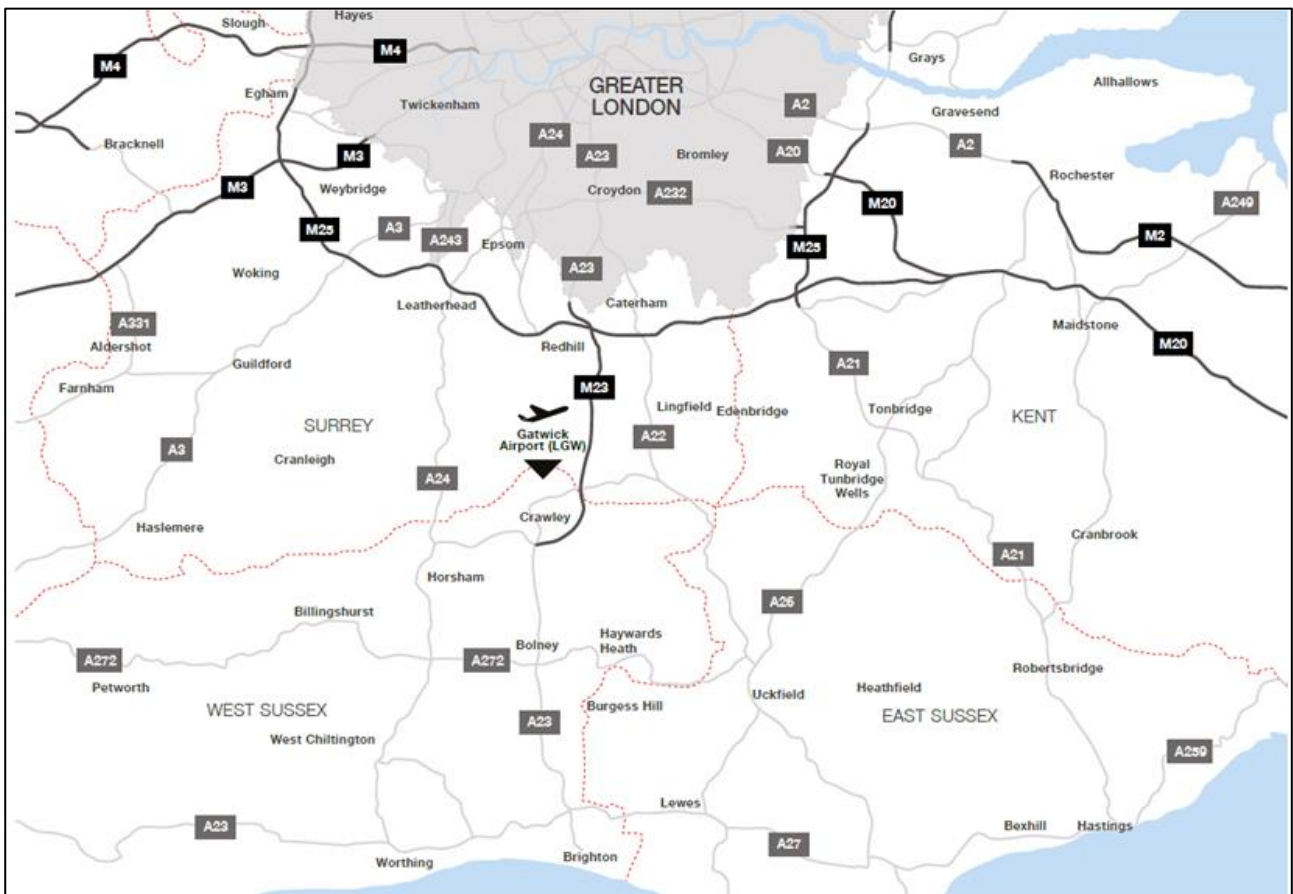 Slough
Hayes
M4
M4
GREATER
LONDON
Grays
Allhallows
Egham
Twickenham
A2
Gravesend
Bracknell
A24
A23
Bromley
A20
A2
M3
M3
Weybridge
Croydon
A232
M20
Rochester
A249
M25
A3
A243
Epsom
M25
M2
Woking
A23
Leatherhead
Caterham
A331
Aldershot
Redhill
Maidstone
M20
Guildford
A21
Farnham
M23
Lingfield
Edenbridge
Tonbridge
KENT
SURREY
Gatwick
Airport (LGW)
A22
A3
Cranleigh
A24
Royal
Tunbridge
Wells
Haslemere
Crawley
Cranbrook
A21
Horsham
Billingshurst
A26
A272
Petworth
A272
Bolney
Haywards
Heath
Robertsbridge
Uckfield
Heathfield
WEST SUSSEX
Burgess Hill
EAST SUSSEX
A23
West Chiltington
A259
Lewes
A23
Bexhill
Hastings
A27
Worthing
Brighton